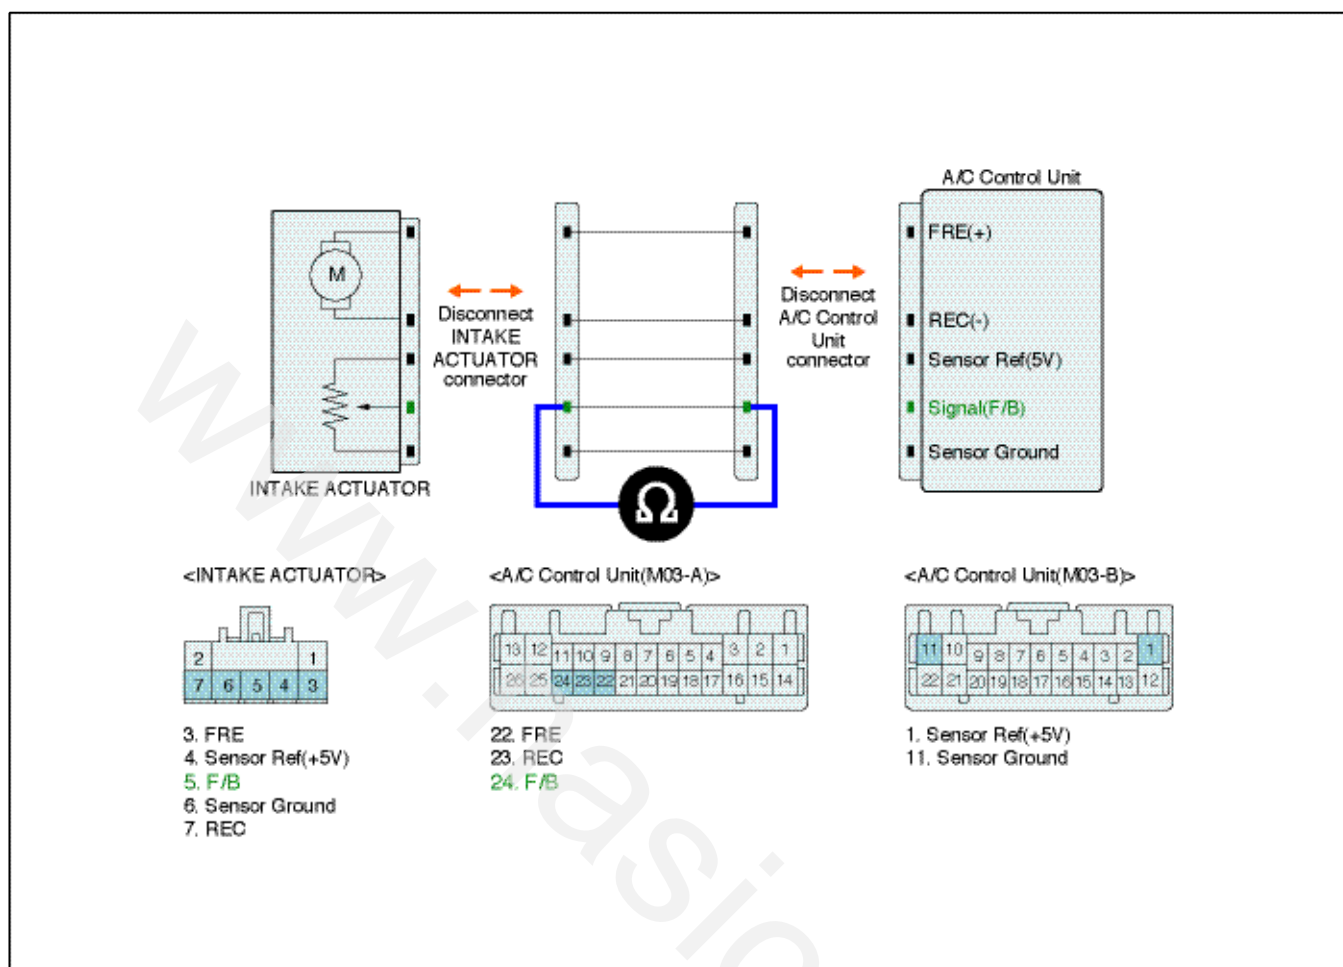 A/C Control Unit
FRE(+)
M
Disconnect
INTAKE
ACTUATOR
connector
Disconnect
A/C Control
Unit
connector
REC(-)
Sensor Ref(5V)
Signal(F/B)
Sensor Ground
INTAKE ACTUATOR
Ω
<INTAKE ACTUATOR>
2 1
7 6 5 4 3
3. FRE
4. Sensor Ref(+5V)
5. F/B
6. Sensor Ground
7. REC
<A/C Control Unit(M03-A)>
13 12 11 10 9 8 7 6 5 4 3 2 1
26 25 24 23 22 21 20 19 18 17 16 15 14
22. FRE
23. REC
24. F/B
<A/C Control Unit(M03-B)>
11 10 9 8 7 6 5 4 3 2 1
22 21 20 19 18 17 16 15 14 13 12
1. Sensor Ref(+5V)
11. Sensor Ground